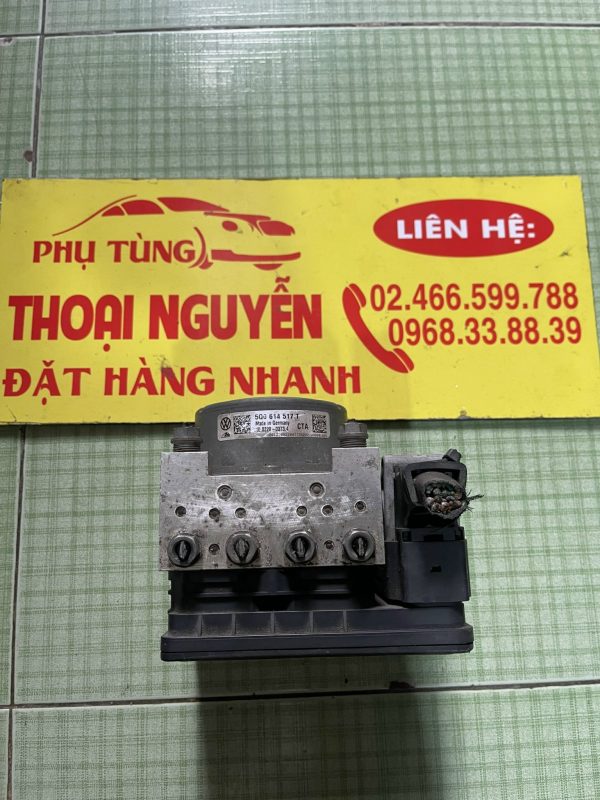 PHỤ TÙNG
LIÊN HỆ:
THOẠI NGUYỄN
02.466.599.788
0968.33.88.39
ĐẶT HÀNG NHANH
5Q0 614 517 T
Made in Germany
CTA